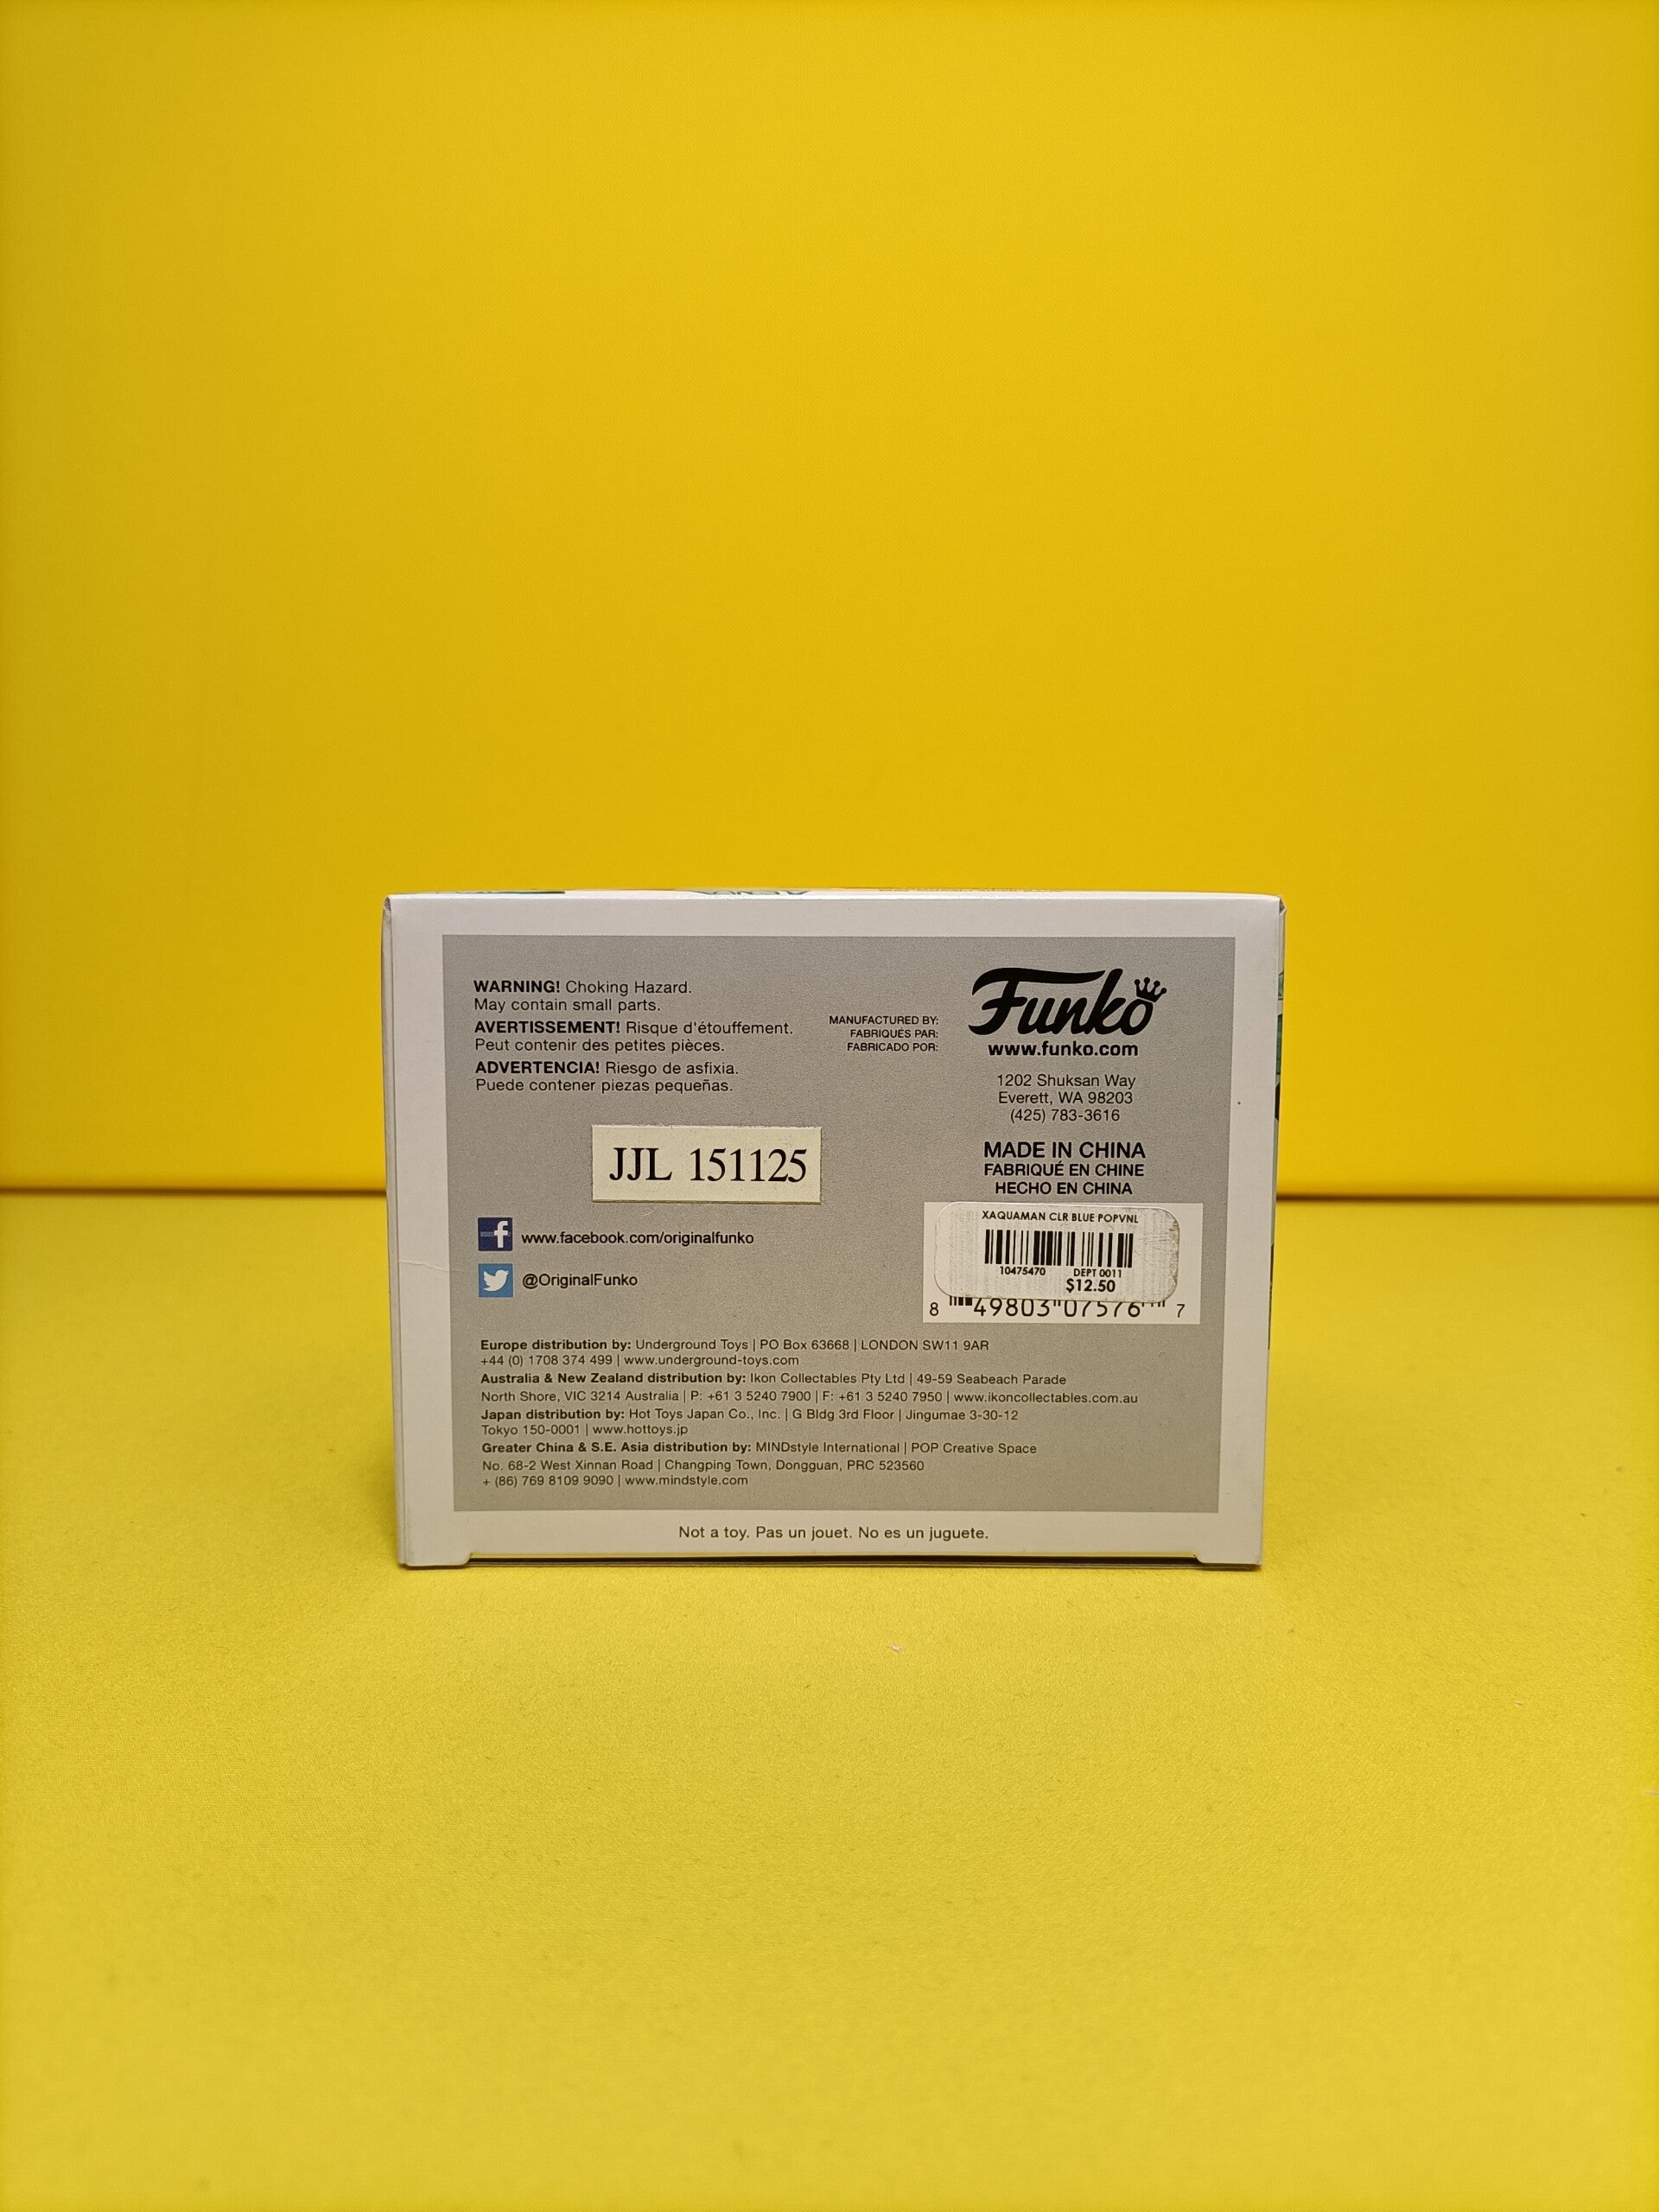 WARNING! Choking Hazard.
May contain small parts.
AVERTISSEMENT! Risque d'étouffement.
Peut contenir des petites pièces.
ADVERTENCIA! Riesgo de asfixia.
Puede contener piezas pequeñas.
MANUFACTURED BY:
FABRIQUÉS PAR:
FABRICADO POR:
Funko
www.funko.com
1202 Shuksan Way
Everett, WA 98203
(425) 783-3616
MADE IN CHINA
FABRIQUÉ EN CHINE
HECHO EN CHINA
JJL 151125
www.facebook.com/originalfunko
@OriginalFunko
XAQUAMAN CLR BLUE POPVNL
10475470 DEPT 0011
$12.50
8 49803 07576 7
Europe distribution by: Underground Toys | PO Box 63668 | LONDON SW11 9AR
+44 (0) 1708 374 499 | www.underground-toys.com
Australia & New Zealand distribution by: Ikon Collectables Pty Ltd | 49-59 Seabeach Parade
North Shore, VIC 3214 Australia | P: +61 3 5240 7900 | F: +61 3 5240 7950 | www.ikoncollectables.com.au
Japan distribution by: Hot Toys Japan Co., Inc. | G Bldg 3rd Floor | Jingumae 3-30-12
Tokyo 150-0001 | www.hottoys.jp
Greater China & S.E. Asia distribution by: MINDstyle International | POP Creative Space
No. 68-2 West Xinnan Road | Changping Town, Dongguan, PRC 523560
+ (86) 769 8109 9090 | www.mindstyle.com
Not a toy. Pas un jouet. No es un juguete.